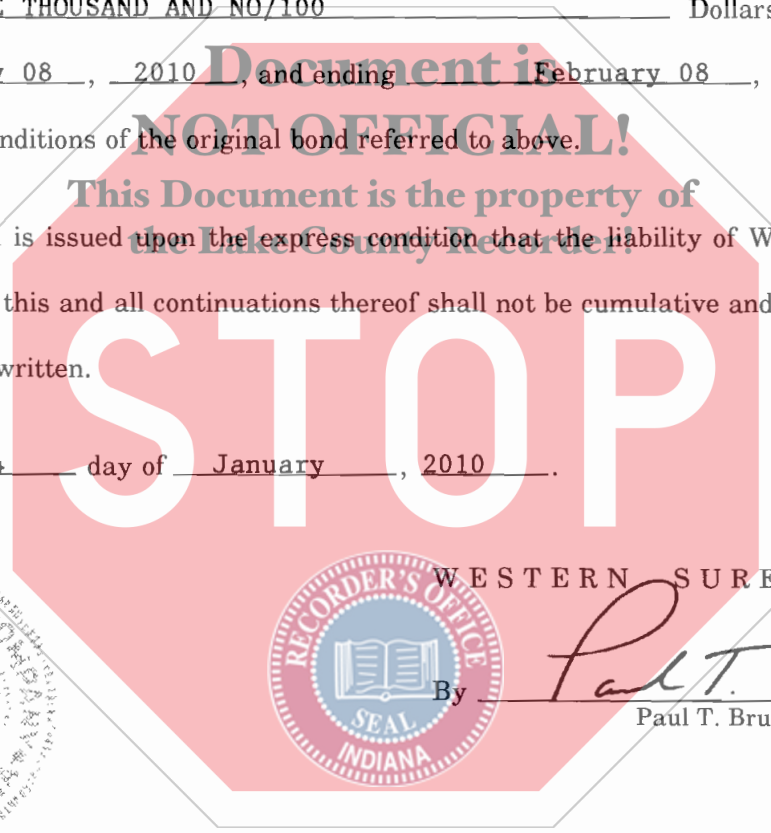 THOUSAND AND NO/100 Dollars
08 , 2010 , and ending February 08 ,
Document is
NOT OFFICIAL!
This Document is the property of
the Lake County Recorder!
conditions of the original bond referred to above.
is issued upon the express condition that the liability of W
this and all continuations thereof shall not be cumulative and
written.
STOP
day of January , 2010 .
WESTERN SURE
RECORDER'S OFFICE
SEAL
INDIANA
By Paul T.
Paul T. Bru